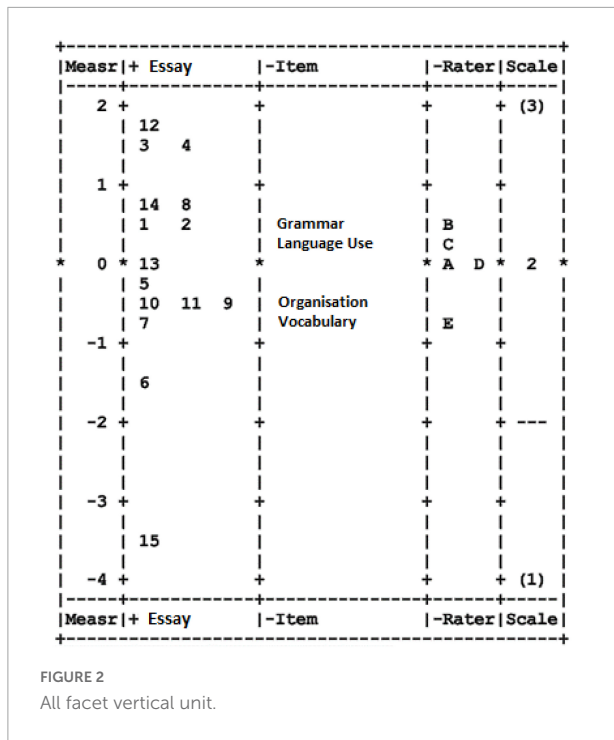 +-----------------------------------------------------+
|Measr|+ Essay      |-Item            |-Rater|Scale|
|-----+-------------+-----------------+------+-----|
|   2 +             +                 +      + (3) |
|     | 12          |                 |      |     |
|     | 3   4       |                 |      |     |
|     |             |                 |      |     |
|   1 +             +                 +      +     |
|     | 14  8       |                 |      |     |
|     | 1   2       | Grammar         | B    |     |
|     |             | Language Use    | C    |     |
*   0 * 13          *                 * A  D *  2  *
|     | 5           |                 |      |     |
|     | 10  11  9   | Organisation    |      |     |
|     | 7           | Vocabulary      | E    |     |
|  -1 +             +                 +      +     |
|     |             |                 |      |     |
|     | 6           |                 |      |     |
|     |             |                 |      |     |
|  -2 +             +                 +      + --- |
|     |             |                 |      |     |
|     |             |                 |      |     |
|     |             |                 |      |     |
|  -3 +             +                 +      +     |
|     |             |                 |      |     |
|     | 15          |                 |      |     |
|     |             |                 |      |     |
|  -4 +             +                 +      + (1) |
|-----+-------------+-----------------+------+-----|
|Measr|+ Essay      |-Item            |-Rater|Scale|
+-----------------------------------------------------+
FIGURE 2
All facet vertical unit.